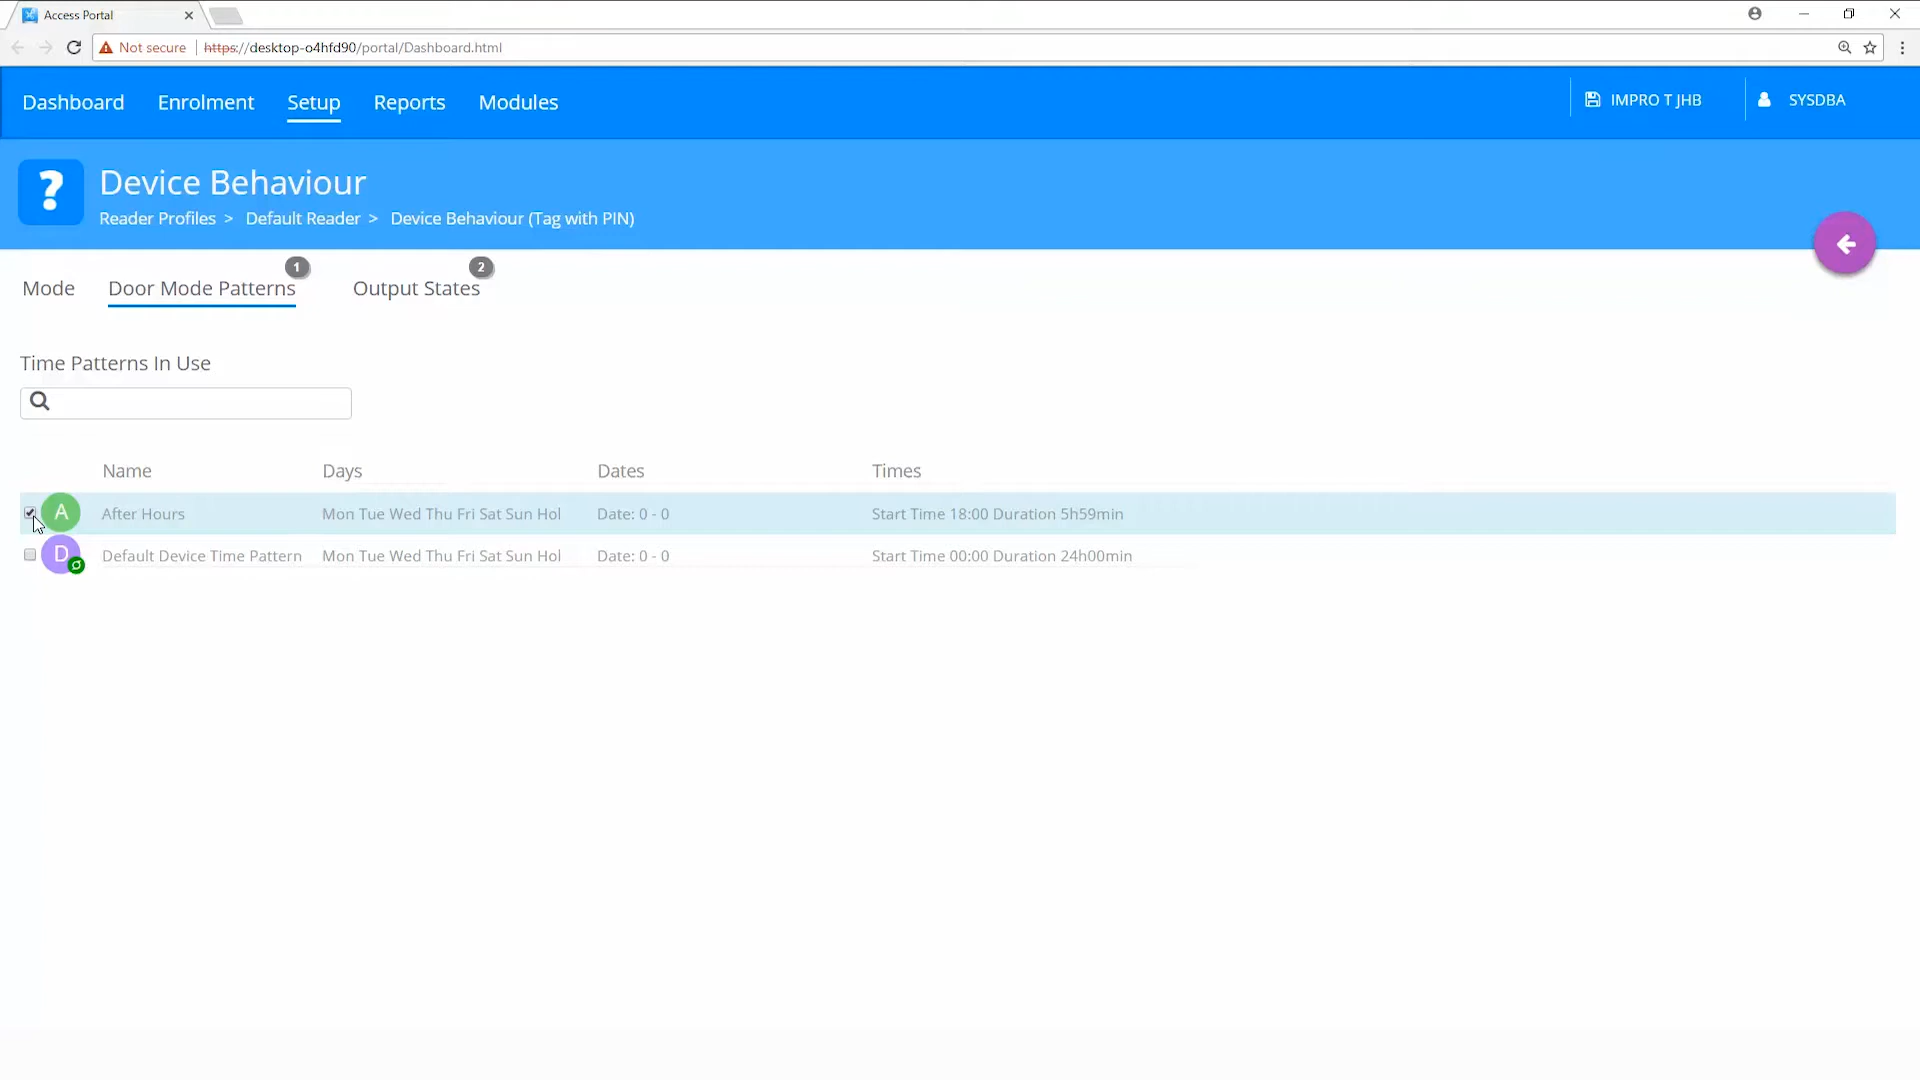 Access Portal
Not secure https://desktop-o4hfd90/portal/Dashboard.html
Dashboard Enrolment Setup Reports Modules IMPRO T JHB SYSDBA
? Device Behaviour
Reader Profiles > Default Reader > Device Behaviour (Tag with PIN)
Mode Door Mode Patterns 1 Output States 2
Time Patterns In Use
Name Days Dates Times
A After Hours Mon Tue Wed Thu Fri Sat Sun Hol Date: 0 - 0 Start Time 18:00 Duration 5h59min
D Default Device Time Pattern Mon Tue Wed Thu Fri Sat Sun Hol Date: 0 - 0 Start Time 00:00 Duration 24h00min